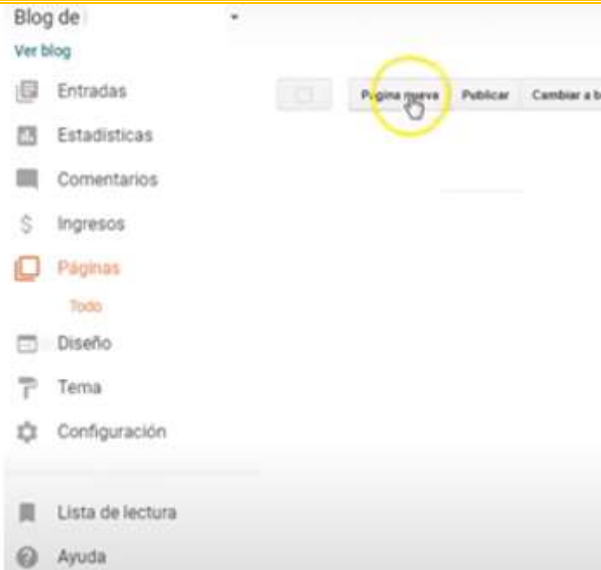 Blog de
Ver blog
Entradas
Estadísticas
Comentarios
Ingresos
Páginas
Todo
Diseño
Tema
Configuración
Lista de lectura
Ayuda
Página nueva Publicar Cambiar a b